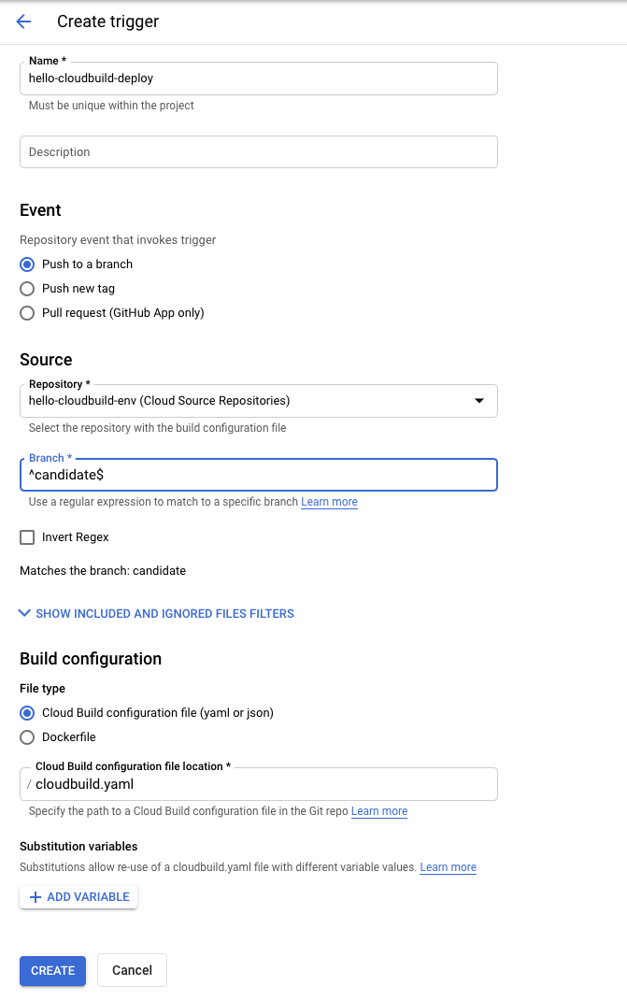 Create trigger
Name *
hello-cloudbuild-deploy
Must be unique within the project
Description
Event
Repository event that invokes trigger
Push to a branch
Push new tag
Pull request (GitHub App only)
Source
Repository *
hello-cloudbuild-env (Cloud Source Repositories)
Select the repository with the build configuration file
Branch *
^candidate$
Use a regular expression to match to a specific branch Learn more
Invert Regex
Matches the branch: candidate
SHOW INCLUDED AND IGNORED FILES FILTERS
Build configuration
File type
Cloud Build configuration file (yaml or json)
Dockerfile
Cloud Build configuration file location *
/ cloudbuild.yaml
Specify the path to a Cloud Build configuration file in the Git repo Learn more
Substitution variables
Substitutions allow re-use of a cloudbuild.yaml file with different variable values. Learn more
ADD VARIABLE
CREATE Cancel